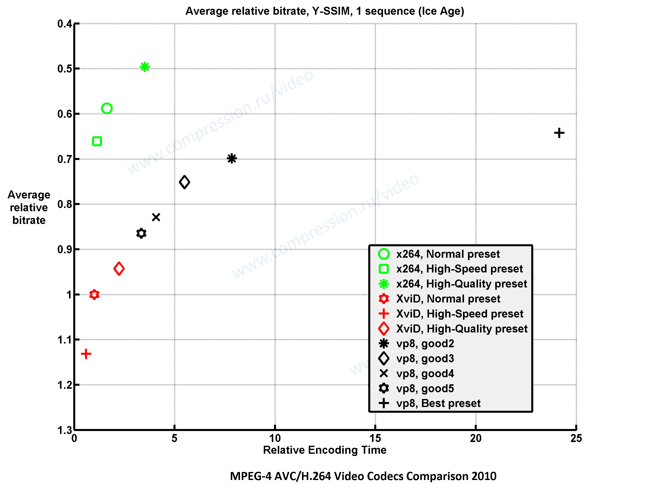 Average relative bitrate, Y-SSIM, 1 sequence (Ice Age)
0.4
0.5
0.6
0.7
0.8
0.9
1
1.1
1.2
1.3
Average
relative
bitrate
www.compression.ru/video
www.compression.ru/video
ww
x264, Normal preset
x264, High-Speed preset
x264, High-Quality preset
XviD, Normal preset
XviD, High-Speed preset
XviD, High-Quality preset
vp8, good2
vp8, good3
vp8, good4
vp8, good5
vp8, Best preset
0 5 10 15 20 25
Relative Encoding Time
MPEG-4 AVC/H.264 Video Codecs Comparison 2010